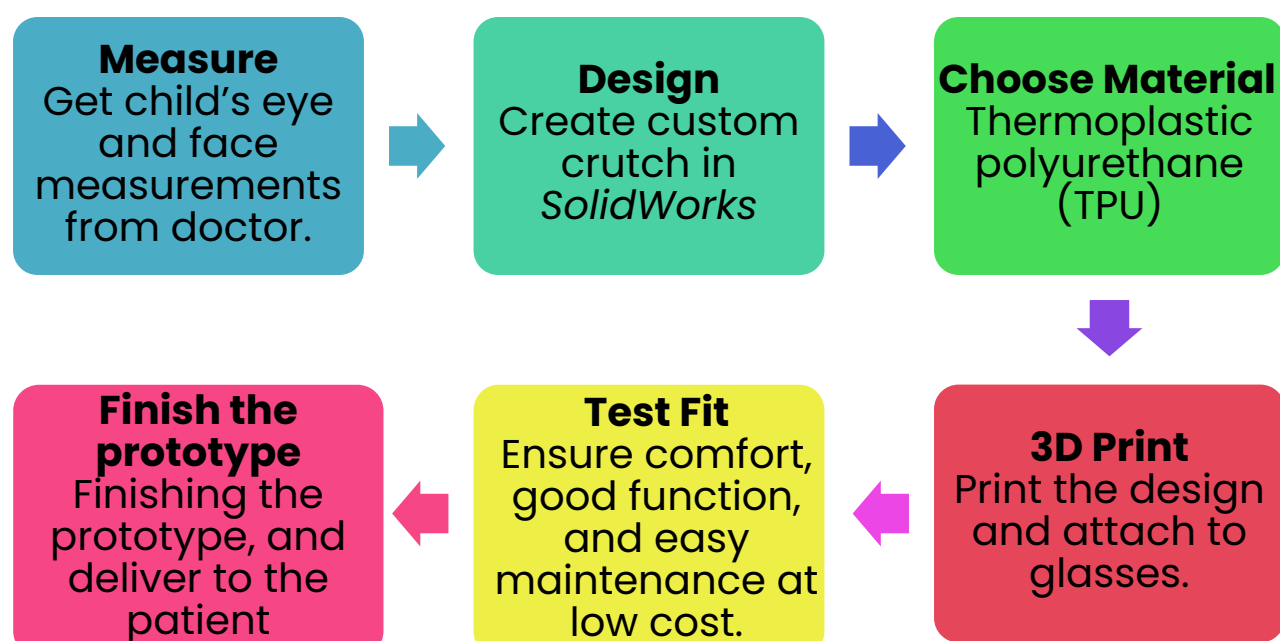 Measure
Get child’s eye
and face
measurements
from doctor.
Design
Create custom
crutch in
SolidWorks
Choose Material
Thermoplastic
polyurethane
(TPU)
3D Print
Print the design
and attach to
glasses.
Test Fit
Ensure comfort,
good function,
and easy
maintenance at
low cost.
Finish the
prototype
Finishing the
prototype, and
deliver to the
patient